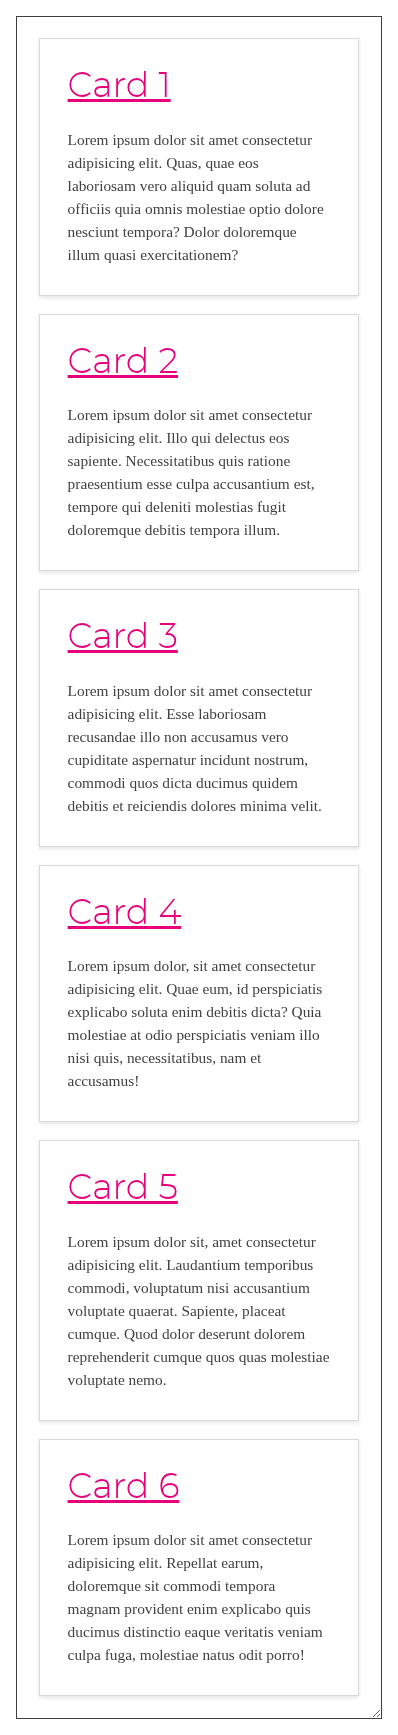 Card 1
Lorem ipsum dolor sit amet consectetur
adipisicing elit. Quas, quae eos
laboriosam vero aliquid quam soluta ad
officiis quia omnis molestiae optio dolore
nesciunt tempora? Dolor doloremque
illum quasi exercitationem?
Card 2
Lorem ipsum dolor sit amet consectetur
adipisicing elit. Illo qui delectus eos
sapiente. Necessitatibus quis ratione
praesentium esse culpa accusantium est,
tempore qui deleniti molestias fugit
doloremque debitis tempora illum.
Card 3
Lorem ipsum dolor sit amet consectetur
adipisicing elit. Esse laboriosam
recusandae illo non accusamus vero
cupiditate aspernatur incidunt nostrum,
commodi quos dicta ducimus quidem
debitis et reiciendis dolores minima velit.
Card 4
Lorem ipsum dolor, sit amet consectetur
adipisicing elit. Quae eum, id perspiciatis
explicabo soluta enim debitis dicta? Quia
molestiae at odio perspiciatis veniam illo
nisi quis, necessitatibus, nam et
accusamus!
Card 5
Lorem ipsum dolor sit, amet consectetur
adipisicing elit. Laudantium temporibus
commodi, voluptatum nisi accusantium
voluptate quaerat. Sapiente, placeat
cumque. Quod dolor deserunt dolorem
reprehenderit cumque quos quas molestiae
voluptate nemo.
Card 6
Lorem ipsum dolor sit amet consectetur
adipisicing elit. Repellat earum,
doloremque sit commodi tempora
magnam provident enim explicabo quis
ducimus distinctio eaque veritatis veniam
culpa fuga, molestiae natus odit porro!